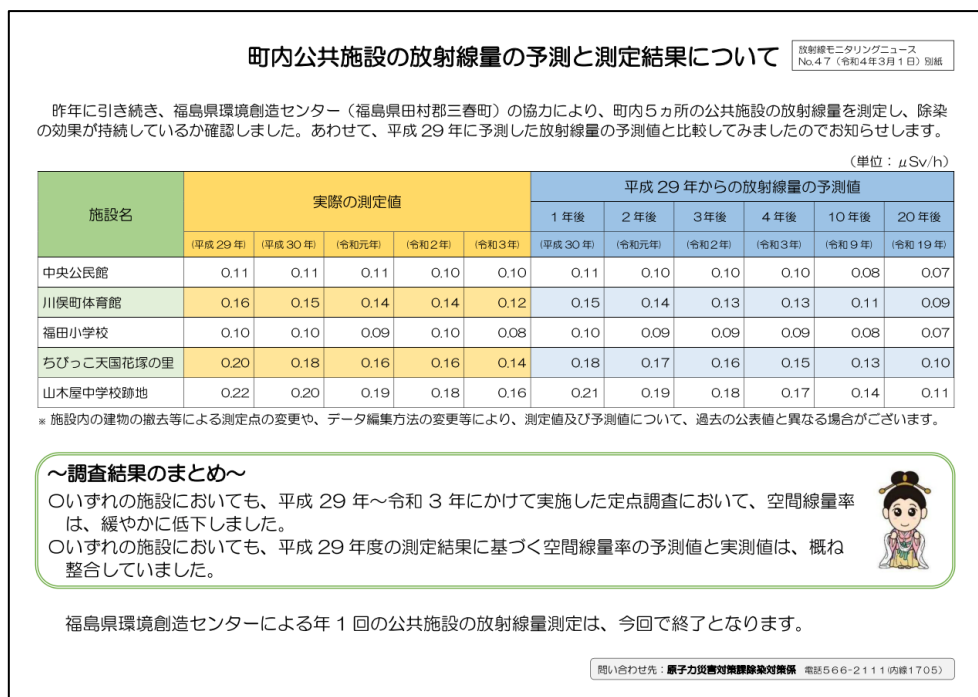 町内公共施設の放射線量の予測と測定結果について
放射線モニタリングニュース
No.47（令和4年3月1日）別紙
昨年に引き続き、福島県環境創造センター（福島県田村郡三春町）の協力により、町内5ヵ所の公共施設の放射線量を測定し、除染
の効果が持続しているか確認しました。あわせて、平成 29 年に予測した放射線量の予測値と比較してみましたのでお知らせします。
（単位：μSv/h）
施設名 実際の測定値 平成 29 年からの放射線量の予測値
1 年後 2 年後 3年後 4 年後 10 年後 20 年後
（平成 29 年） （平成 30 年） （令和元年） （令和2年） （令和3年） （平成 30 年） （令和元年） （令和2年） （令和3年） （令和 9 年） （令和 19 年）
中央公民館 0.11 0.11 0.11 0.10 0.10 0.11 0.10 0.10 0.10 0.08 0.07
川俣町体育館 0.16 0.15 0.14 0.14 0.12 0.15 0.14 0.13 0.13 0.11 0.09
福田小学校 0.10 0.10 0.09 0.10 0.08 0.10 0.09 0.09 0.09 0.08 0.07
ちびっこ天国花塚の里 0.20 0.18 0.16 0.16 0.14 0.18 0.17 0.16 0.15 0.13 0.10
山木屋中学校跡地 0.22 0.20 0.19 0.18 0.16 0.21 0.19 0.18 0.17 0.14 0.11
※ 施設内の建物の撤去等による測定点の変更や、データ編集方法の変更等により、測定値及び予測値について、過去の公表値と異なる場合がございます。
～調査結果のまとめ～
〇いずれの施設においても、平成 29 年～令和 3 年にかけて実施した定点調査において、空間線量率
は、緩やかに低下しました。
〇いずれの施設においても、平成 29 年度の測定結果に基づく空間線量率の予測値と実測値は、概ね
整合していました。
福島県環境創造センターによる年 1 回の公共施設の放射線量測定は、今回で終了となります。
問い合わせ先：原子力災害対策課除染対策係 電話566-2111(内線1705)